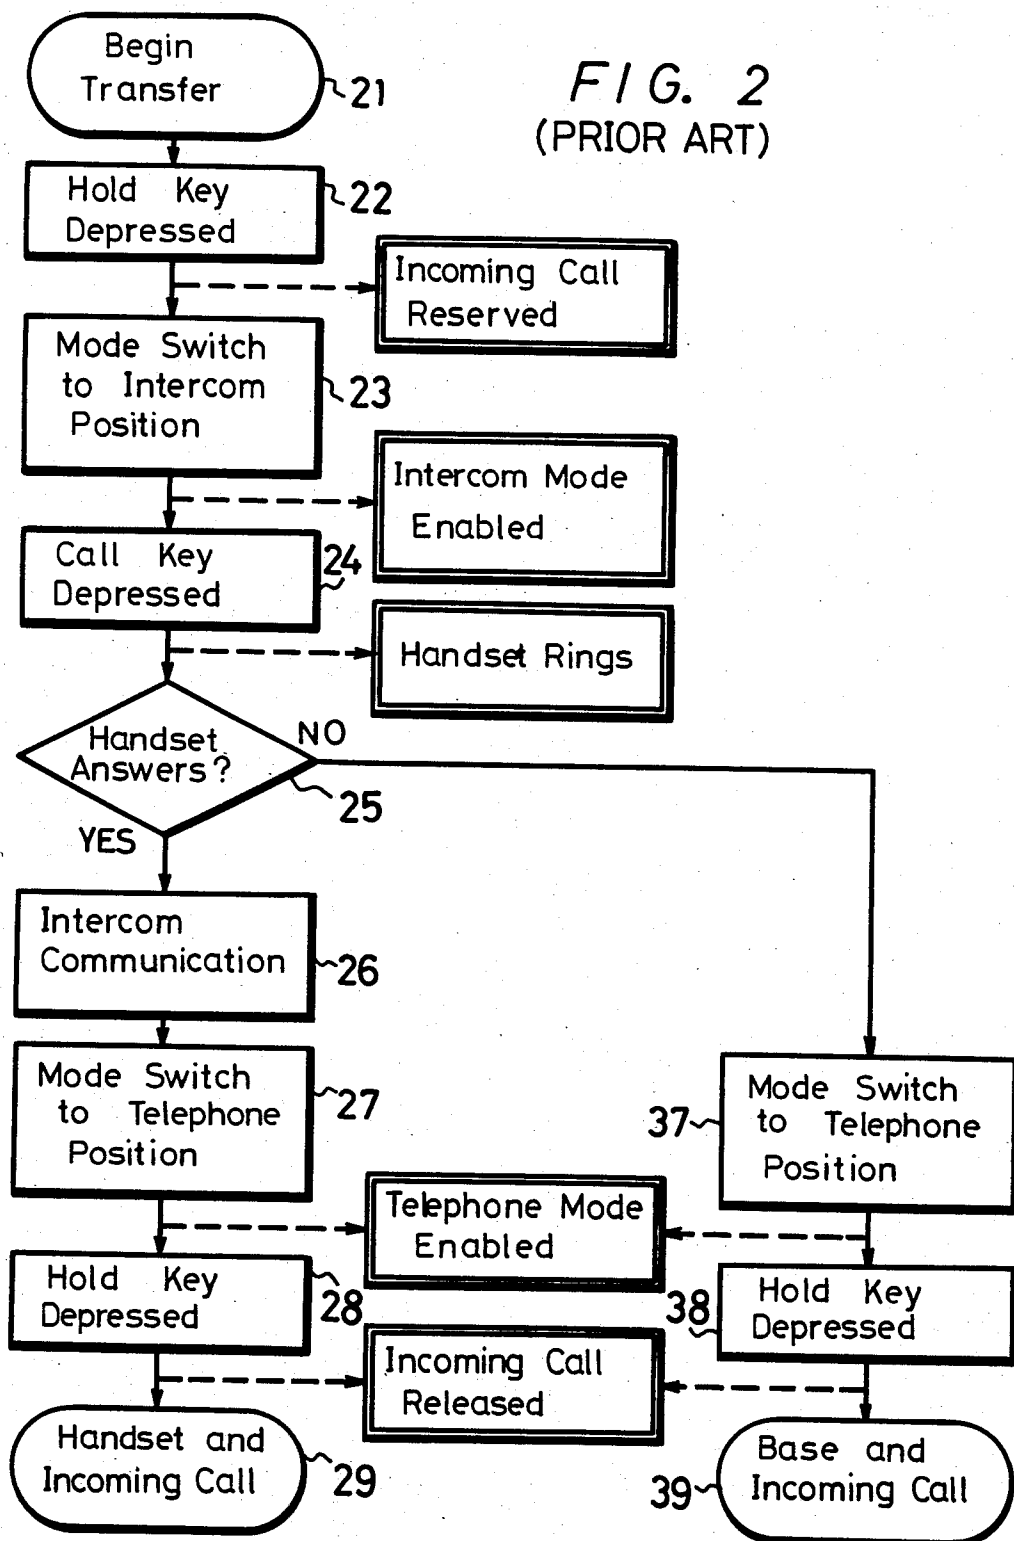 Begin
Transfer
21
FIG. 2
(PRIOR ART)
Hold Key
Depressed
22
Incoming Call
Reserved
Mode Switch
to Intercom
Position
23
Intercom Mode
Enabled
Call Key
Depressed
24
Handset Rings
Handset
Answers?
NO
25
YES
Intercom
Communication
26
Mode Switch
to Telephone
Position
27
37
Mode Switch
to Telephone
Position
Telephone Mode
Enabled
Hold Key
Depressed
28
38
Hold Key
Depressed
Incoming Call
Released
Handset and
Incoming Call
29
39
Base and
Incoming Call